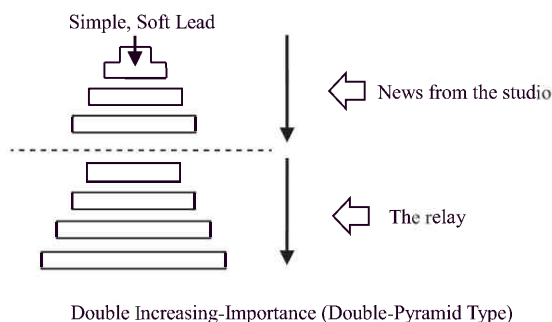 Simple, Soft Lead
News from the studio
The relay
Double Increasing-Importance (Double-Pyramid Type)